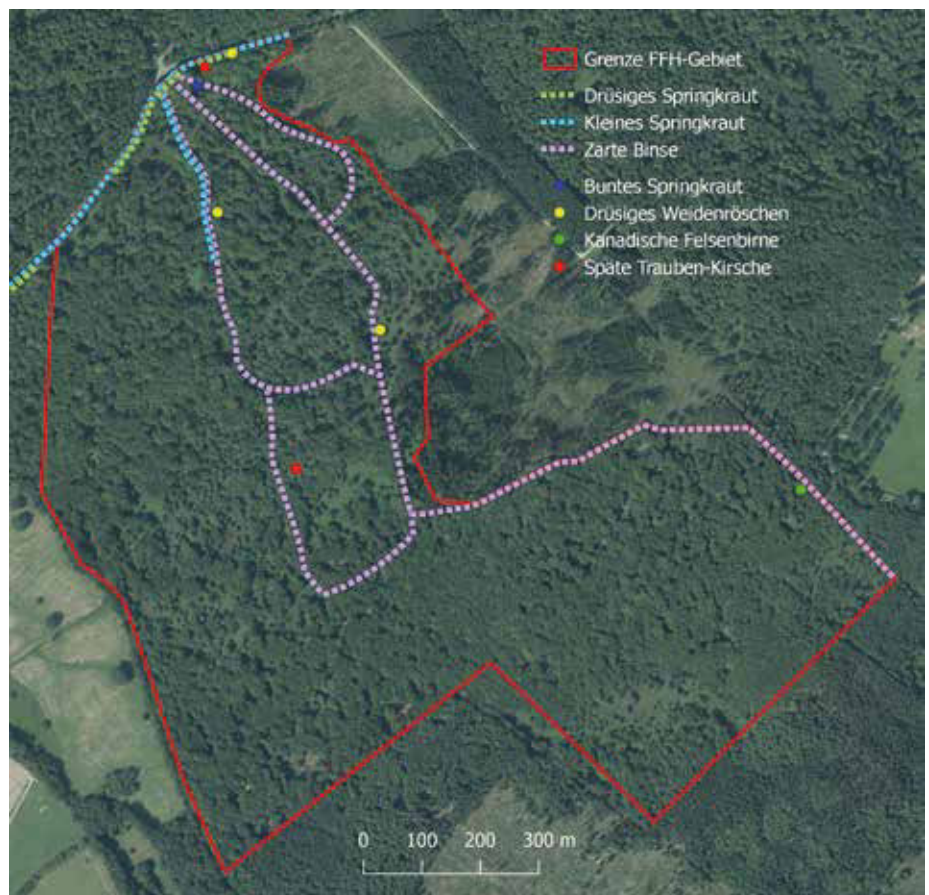 Grenze FFH-Gebiet
Drüsiges Springkraut
Kleines Springkraut
Zarte Binse
Buntes Springkraut
Drüsiges Weidenröschen
Kanadische Felsenbirne
Späte Trauben-Kirsche
0 100 200 300 m